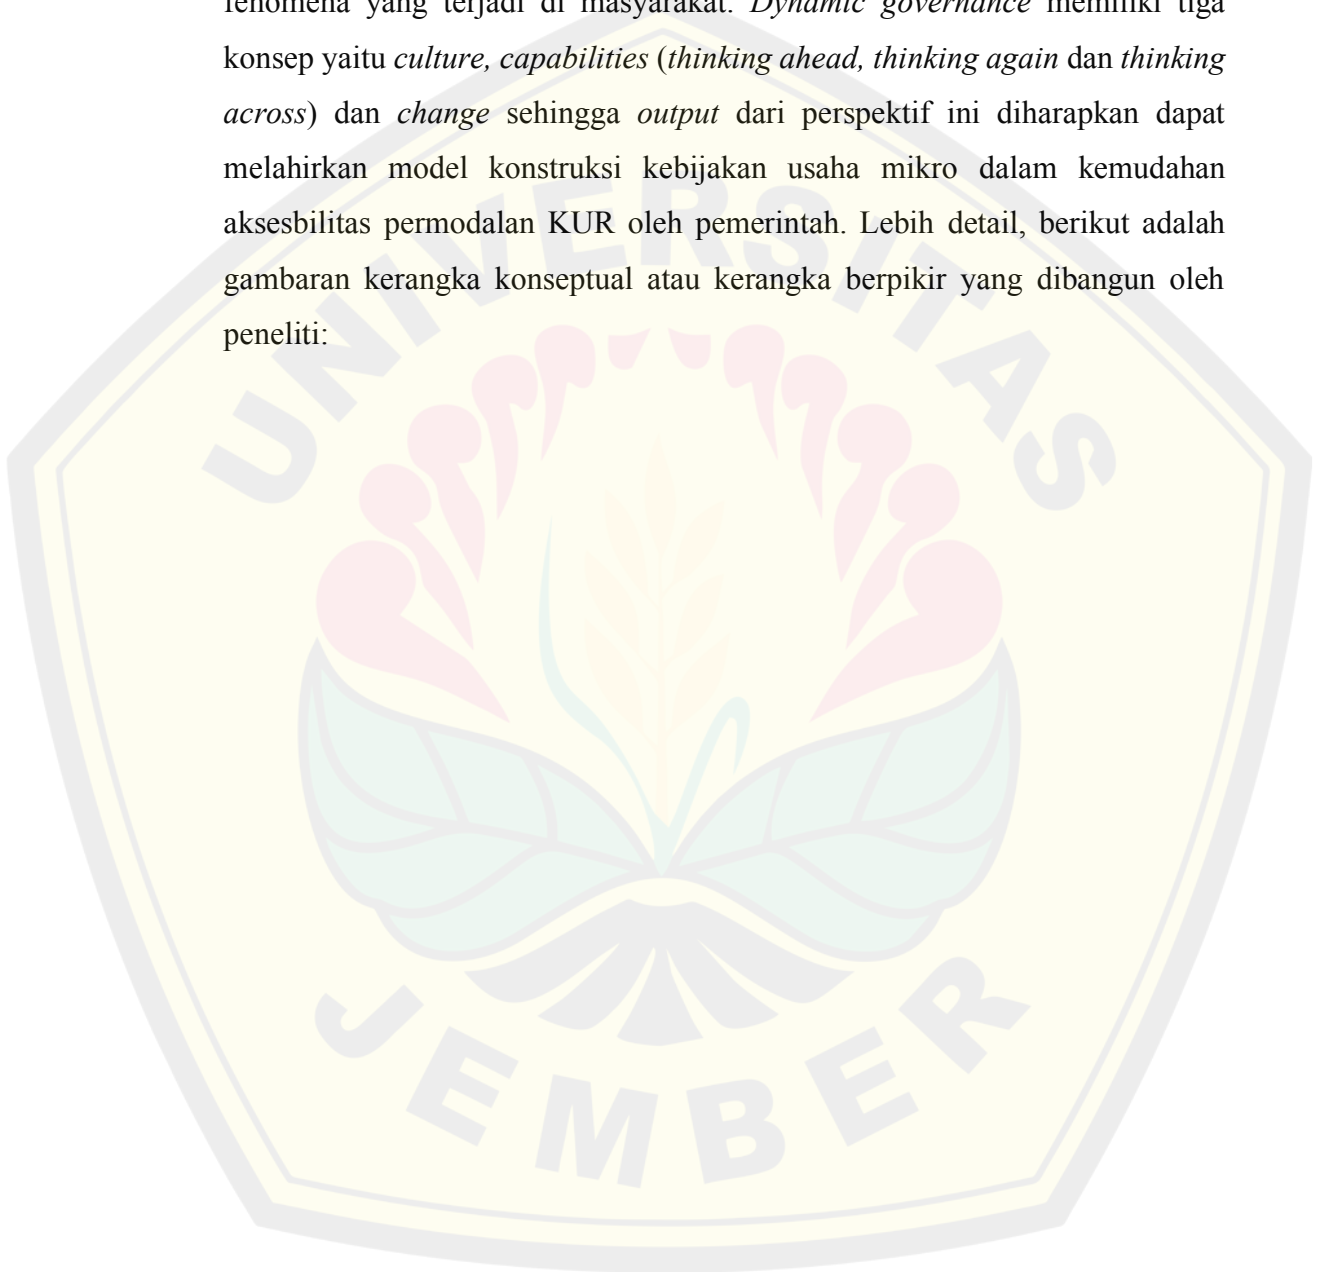 fenomena yang terjadi di masyarakat. Dynamic governance memiliki tiga
konsep yaitu culture, capabilities (thinking ahead, thinking again dan thinking
across) dan change sehingga output dari perspektif ini diharapkan dapat
melahirkan model konstruksi kebijakan usaha mikro dalam kemudahan
aksesbilitas permodalan KUR oleh pemerintah. Lebih detail, berikut adalah
gambaran kerangka konseptual atau kerangka berpikir yang dibangun oleh
peneliti:
UNIVERSITAS
JEMBER